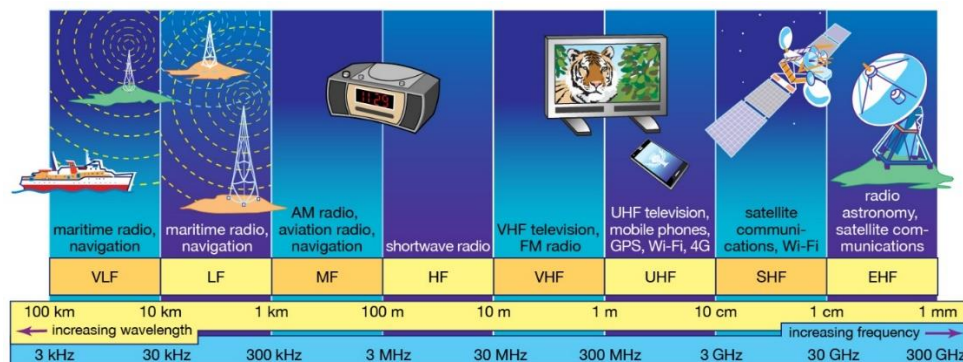 11:29
maritime radio,
navigation
maritime radio,
navigation
AM radio,
aviation radio,
navigation
shortwave radio
VHF television,
FM radio
UHF television,
mobile phones,
GPS, Wi-Fi, 4G
satellite
communi-
cations, Wi-Fi
radio
astronomy,
satellite com-
munications
VLF LF MF HF VHF UHF SHF EHF
100 km 10 km 1 km 100 m 10 m 1 m 10 cm 1 cm 1 mm
increasing wavelength increasing frequency
3 kHz 30 kHz 300 kHz 3 MHz 30 MHz 300 MHz 3 GHz 30 GHz 300 GHz